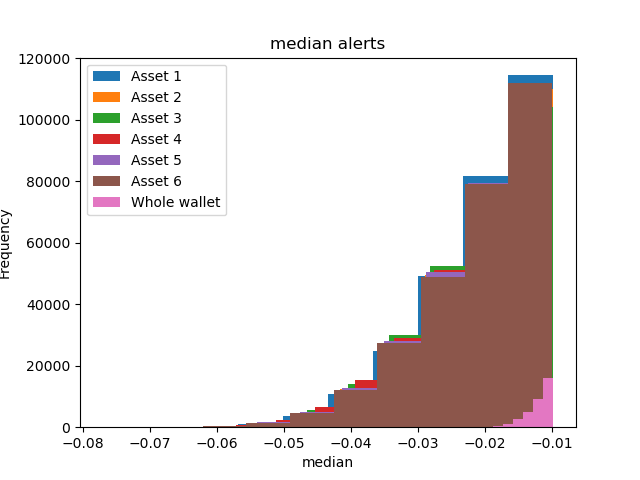 median alerts
120000
100000
80000
60000
40000
20000
0
Frequency
Asset 1
Asset 2
Asset 3
Asset 4
Asset 5
Asset 6
Whole wallet
−0.08 −0.07 −0.06 −0.05 −0.04 −0.03 −0.02 −0.01
median